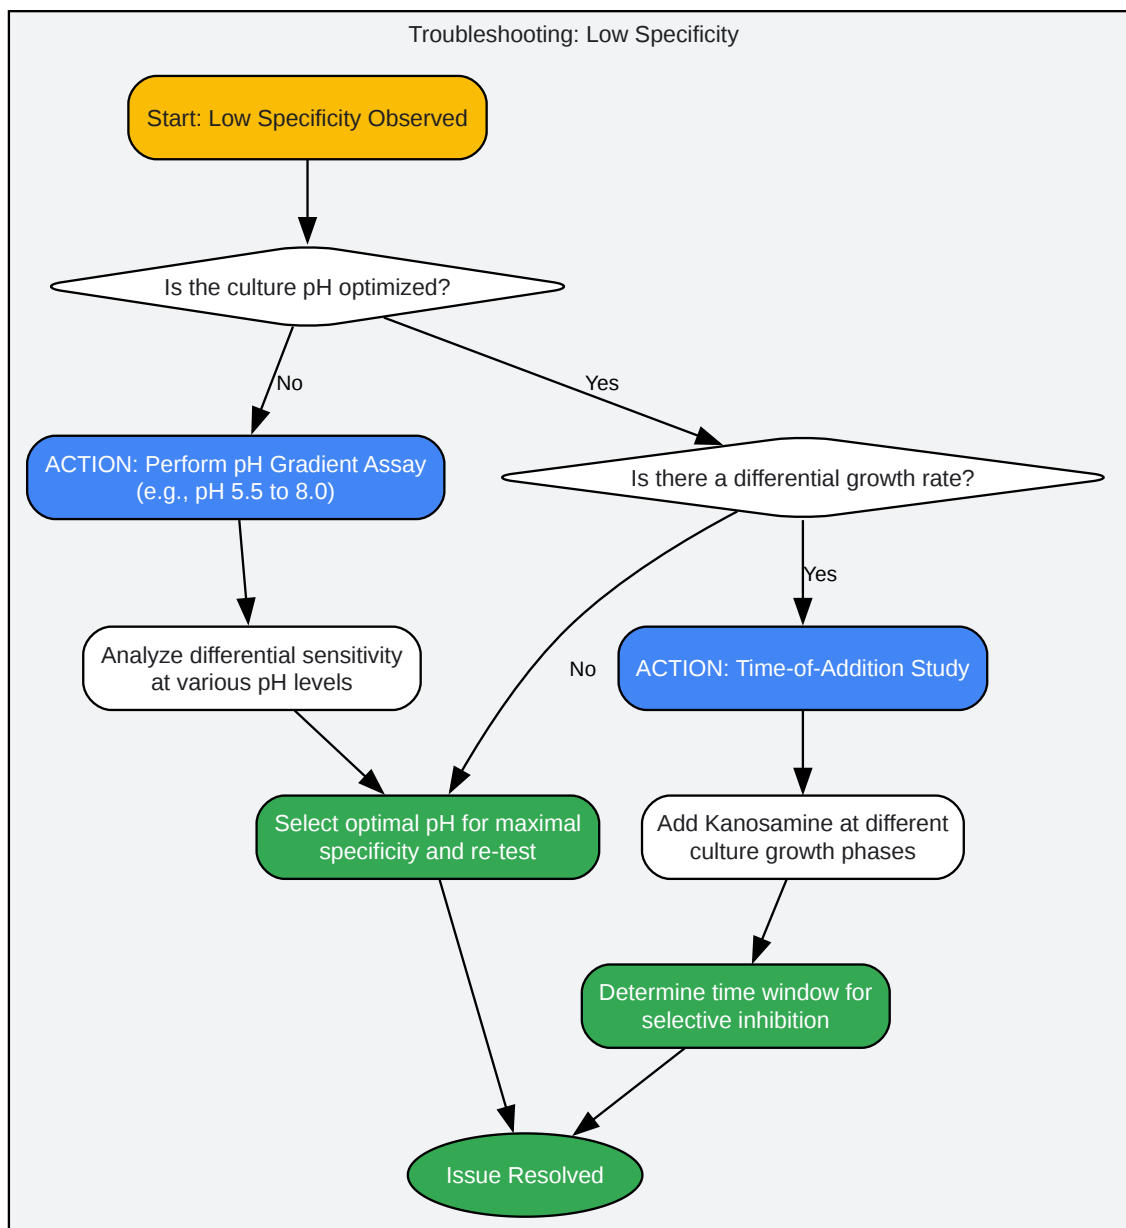 Troubleshooting: Low Specificity
Start: Low Specificity Observed
Is the culture pH optimized?
No
Yes
ACTION: Perform pH Gradient Assay
(e.g., pH 5.5 to 8.0)
Is there a differential growth rate?
Yes
Analyze differential sensitivity
at various pH levels
No
ACTION: Time-of-Addition Study
Select optimal pH for maximal
specificity and re-test
Add Kanosamine at different
culture growth phases
Determine time window for
selective inhibition
Issue Resolved